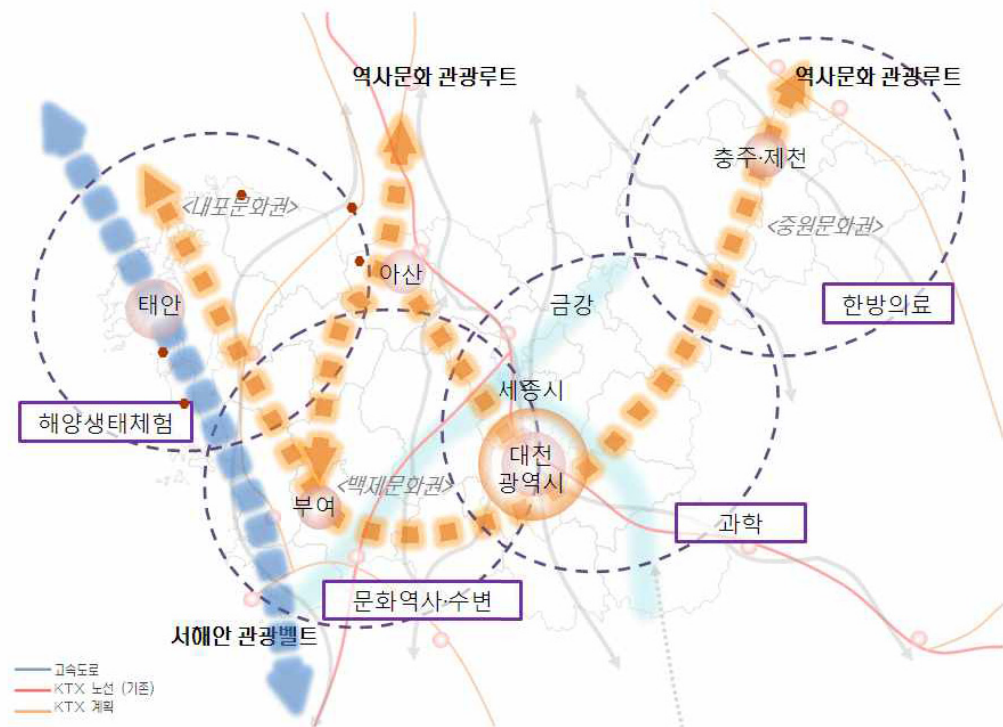 역사문화 관광루트
역사문화 관광루트
충주·제천
<내포문화권>
<중원문화권>
아산
태안
금강
한방의료
세종시
해양생태체험
대전
광역시
<백제문화권>
부여
과학
문화역사·수변
서해안 관광벨트
고속도로
KTX 노선 (기존)
KTX 계획